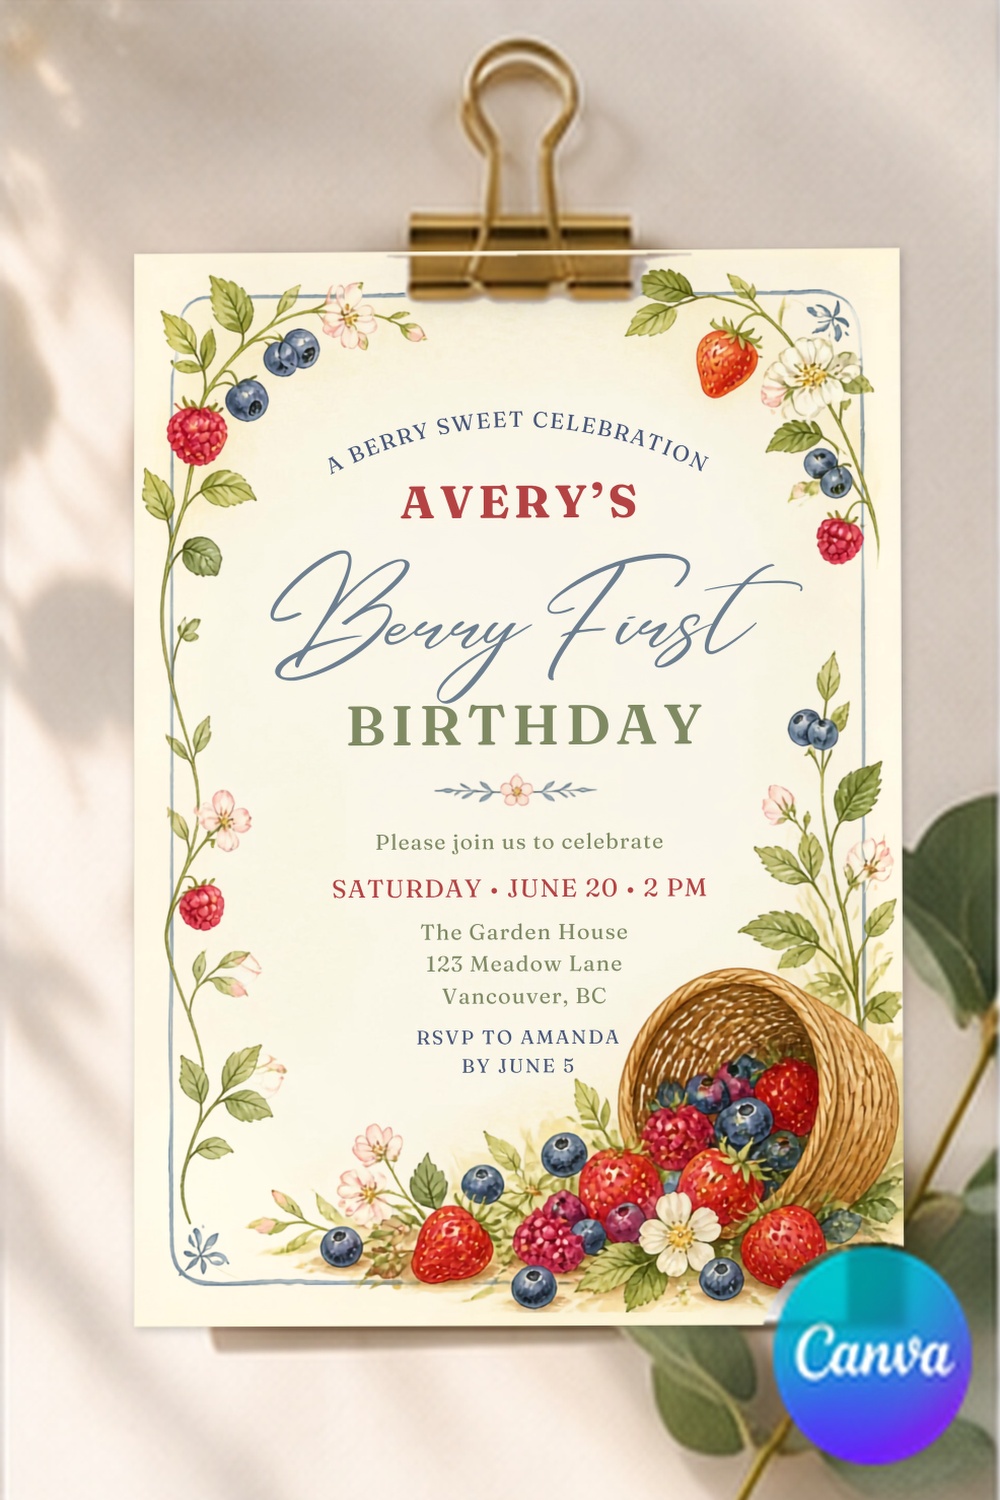 A BERRY SWEET CELEBRATION
AVERY'S
Berry First
BIRTHDAY
Please join us to celebrate
SATURDAY • JUNE 20 • 2 PM
The Garden House
123 Meadow Lane
Vancouver, BC
RSVP TO AMANDA
BY JUNE 5
Canva